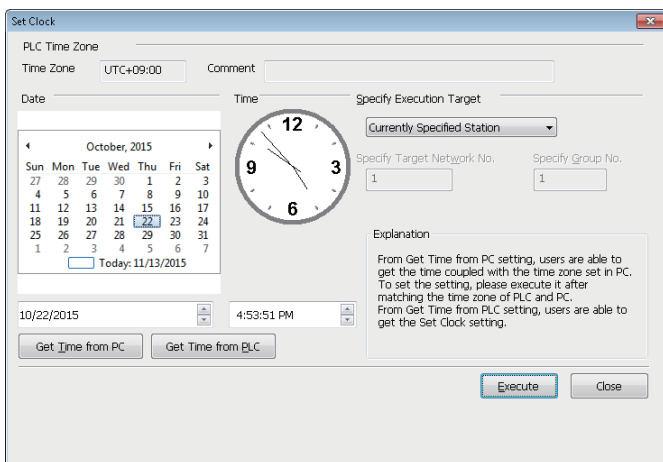 Set Clock
PLC Time Zone
Time Zone UTC+09:00 Comment
Date Time Specify Execution Target
Currently Specified Station
October, 2015
Sun Mon Tue Wed Thu Fri Sat
27 28 29 30 1 2 3
4 5 6 7 8 9 10
11 12 13 14 15 16 17
18 19 20 21 22 23 24
25 26 27 28 29 30 31
1 2 3 4 5 6 7
Today: 11/13/2015
12
9 3
6
Specify Target Network No. Specify Group No.
1 1
Explanation
From Get Time from PC setting, users are able to
get the time coupled with the time zone set in PC.
To set the setting, please execute it after
matching the time zone of PLC and PC.
From Get Time from PLC setting, users are able to
get the Set Clock setting.
10/22/2015 4:53:51 PM
Get Time from PC Get Time from PLC
Execute Close